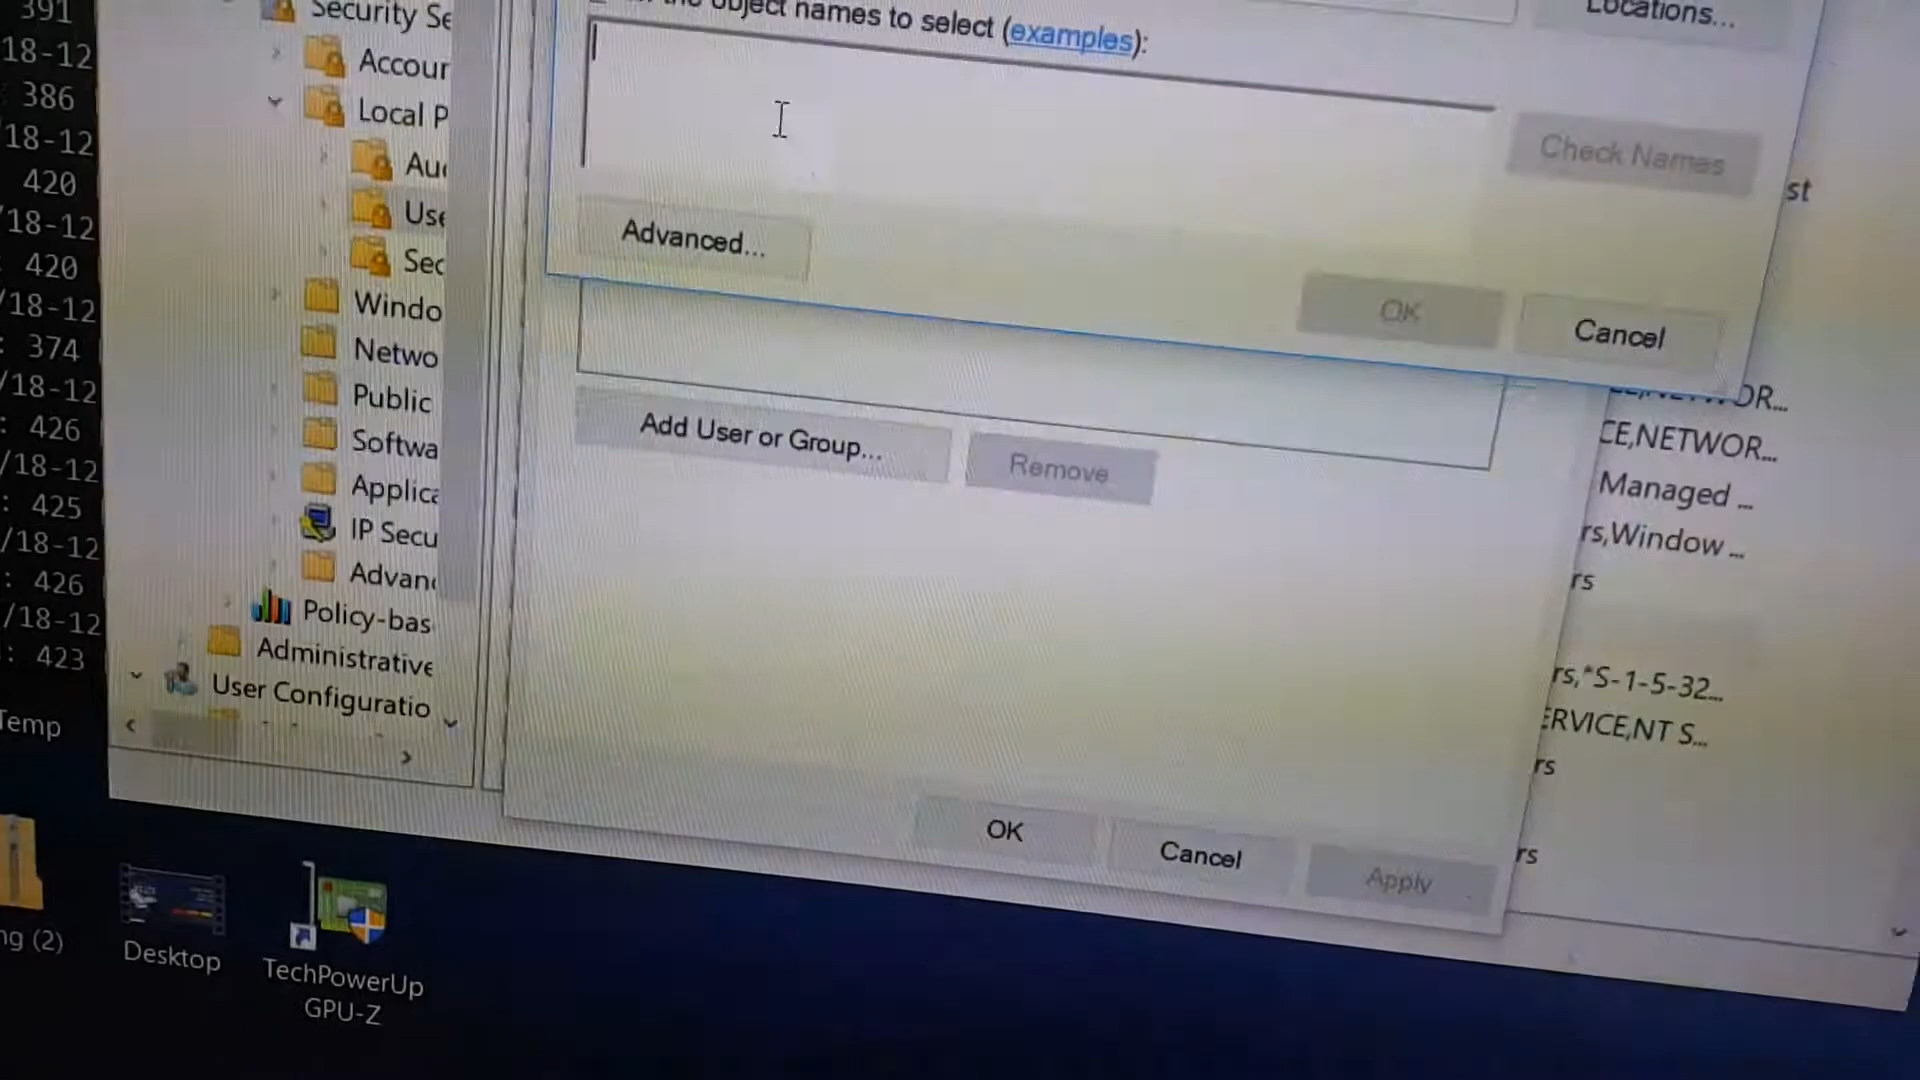 391
18-12
386
/18-12
420
/18-12
420
/18-12
: 374
/18-12
: 426
/18-12
: 425
/18-12
: 426
/18-12
: 423
Temp
ng (2)
Security Se
Accour
Local P
Au
Use
Sec
Windo
Netwo
Public
Softwa
Applica
IP Secu
Advanc
Policy-bas
Administrative
User Configuratio
object names to select (examples):
Locations...
Check Names
Advanced...
OK
Cancel
Add User or Group...
Remove
OK
Cancel
Apply
st
OR...
CE,NETWOR...
Managed ...
rs,Window ...
rs
rs,*S-1-5-32...
ERVICE,NT S...
rs
rs
Desktop
TechPowerUp
GPU-Z